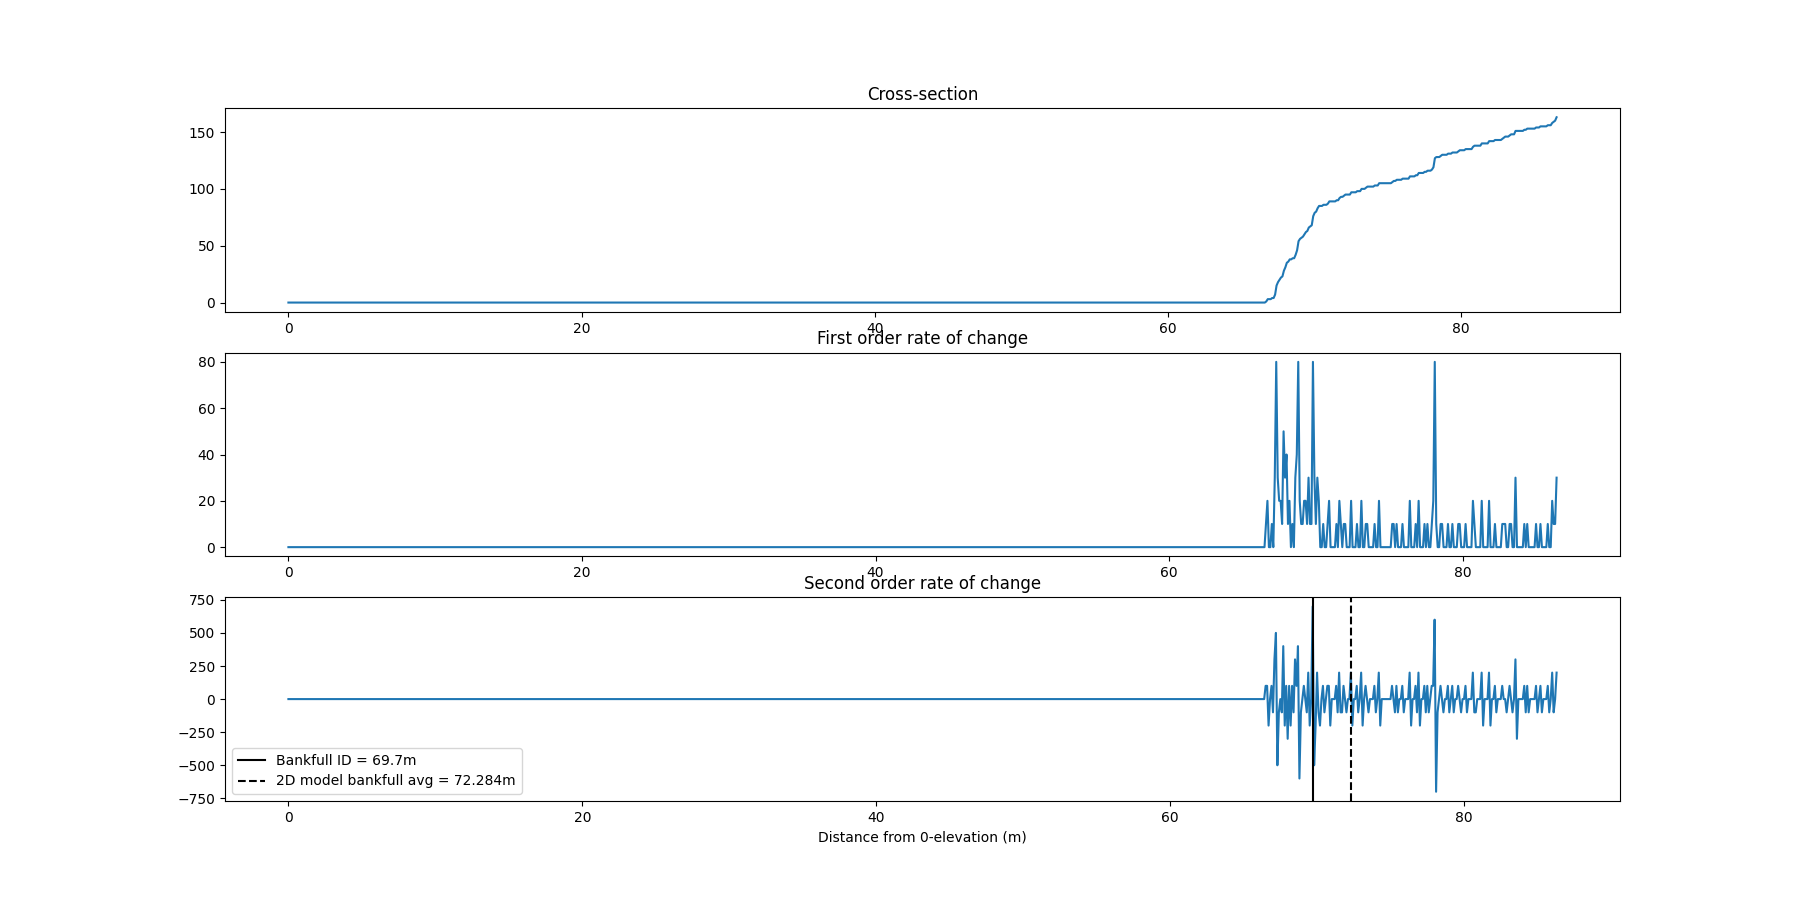 Cross-section
150
100
50
0
0 20 40 60 80
First order rate of change
80
60
40
20
0
0 20 40 60 80
Second order rate of change
750
500
250
0
−250
−500
−750
Bankfull ID = 69.7m
2D model bankfull avg = 72.284m
0 20 40 60 80
Distance from 0-elevation (m)